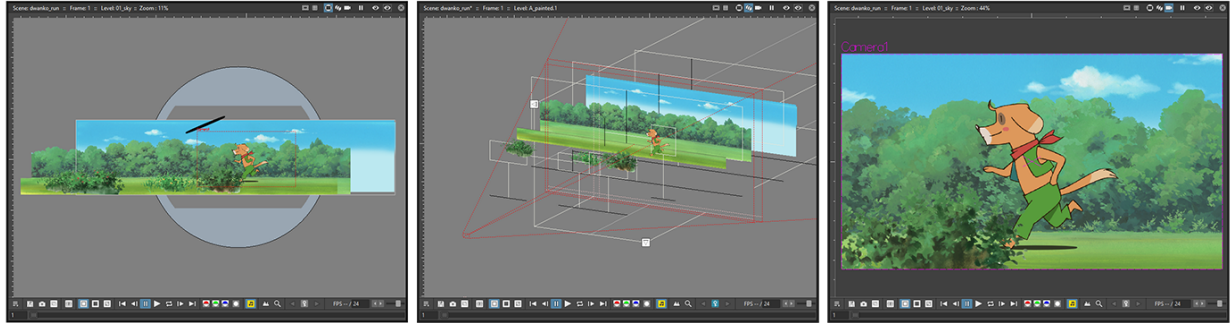 Scene: dwanko_run :: Frame: 1 :: Level: 01_sky :: Zoom : 11%
Scene: dwanko_run* :: Frame: 1 :: Level: A_painted.1
Scene: dwanko_run :: Frame: 1 :: Level: 01_sky :: Zoom : 44%
Camera1
FPS -- / 24
FPS -- / 24
FPS -- / 24
1
1
1